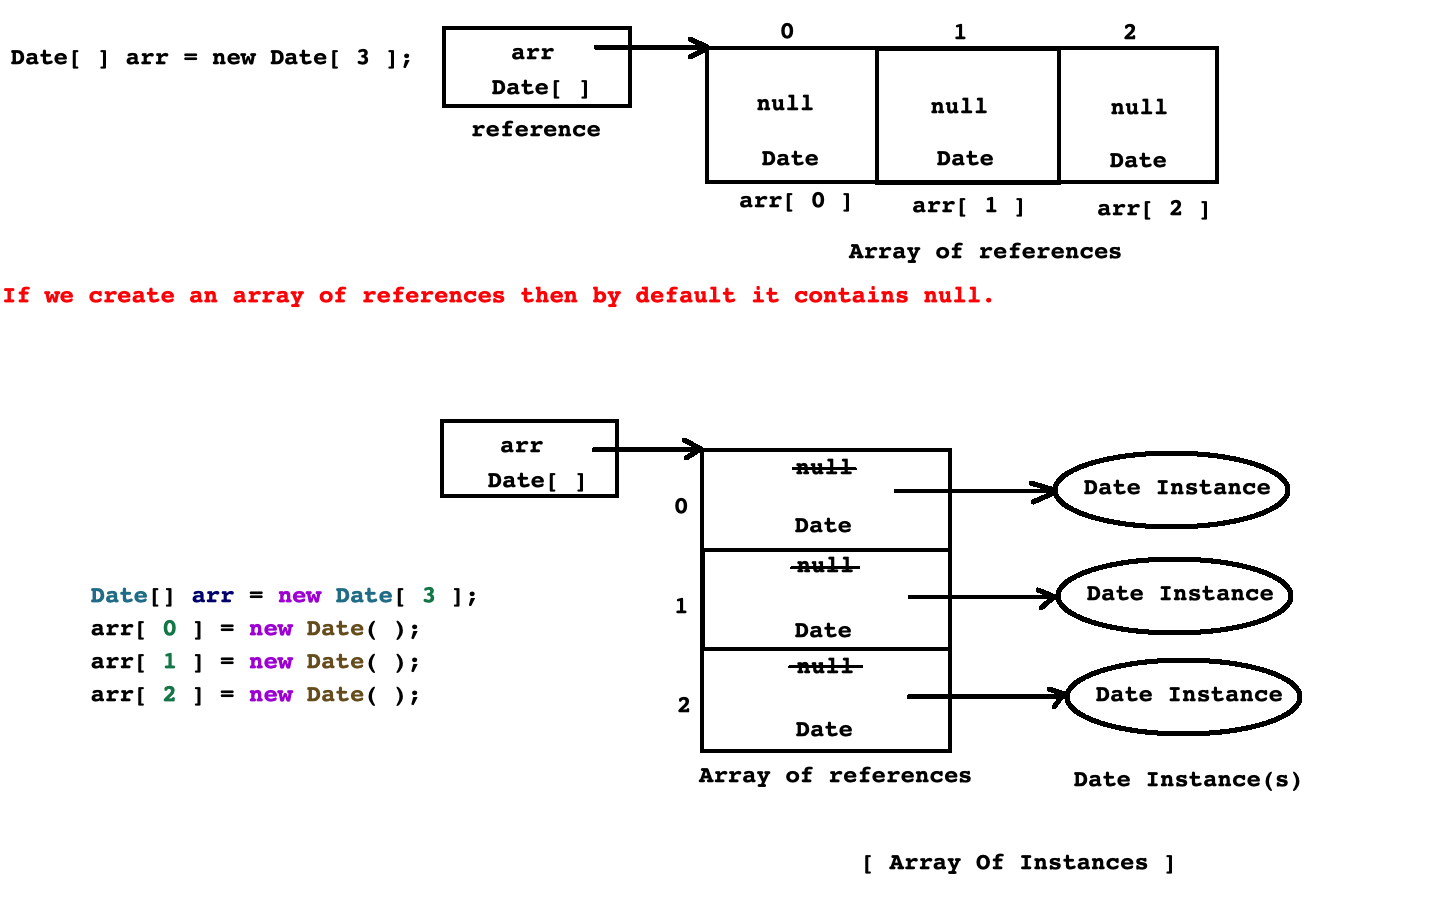 Date[ ] arr = new Date[ 3 ];
arr
Date[ ]
reference
0 1 2
null null null
Date Date Date
arr[ 0 ] arr[ 1 ] arr[ 2 ]
Array of references
If we create an array of references then by default it contains null.
arr
Date[ ]
0
null
Date
Date Instance
1
null
Date
Date Instance
2
null
Date
Date Instance
Array of references
Date Instance(s)
Date[] arr = new Date[ 3 ];
arr[ 0 ] = new Date( );
arr[ 1 ] = new Date( );
arr[ 2 ] = new Date( );
[ Array Of Instances ]